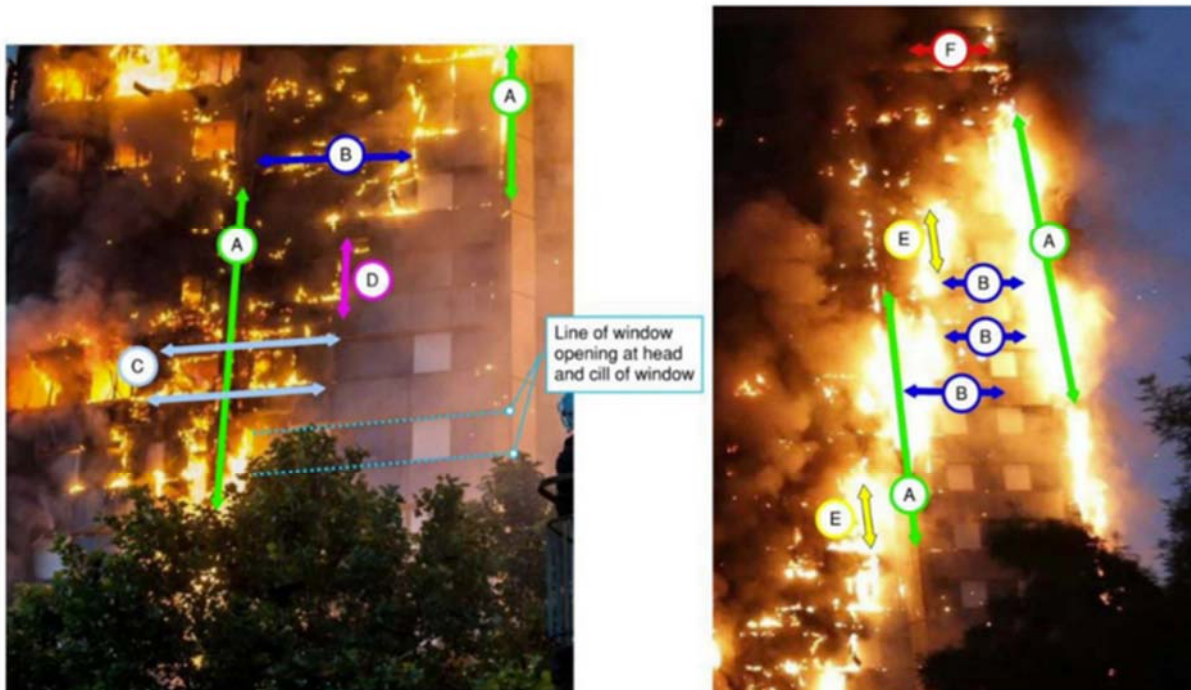 A
B
A
D
C
Line of window
opening at head
and cill of window
F
E
A
B
B
B
A
E